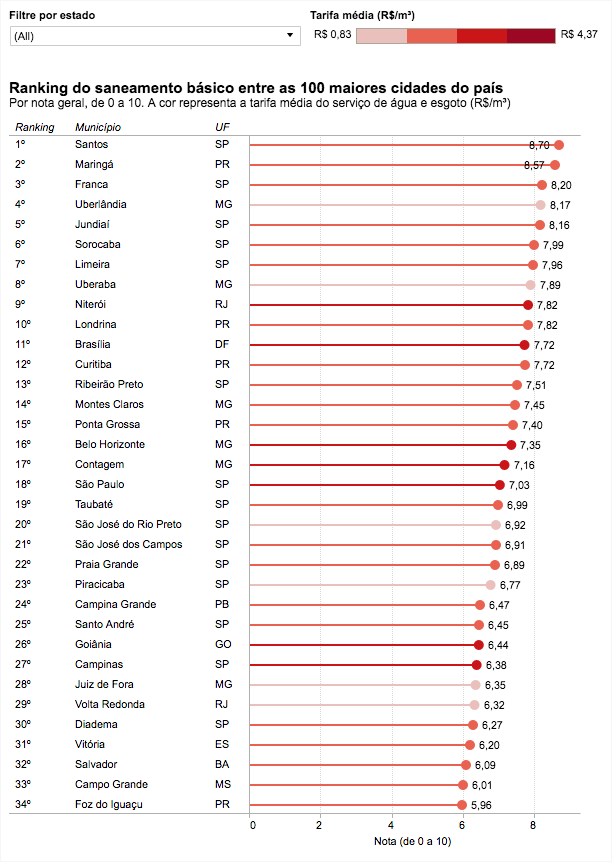 Filtre por estado
(All)
Tarifa média (R$/m³)
R$ 0,83 R$ 4,37
Ranking do saneamento básico entre as 100 maiores cidades do país
Por nota geral, de 0 a 10. A cor representa a tarifa média do serviço de água e esgoto (R$/m³)
Ranking Município UF
1º Santos SP 8,70
2º Maringá PR 8,57
3º Franca SP 8,20
4º Uberlândia MG 8,17
5º Jundiaí SP 8,16
6º Sorocaba SP 7,99
7º Limeira SP 7,96
8º Uberaba MG 7,89
9º Niterói RJ 7,82
10º Londrina PR 7,82
11º Brasília DF 7,72
12º Curitiba PR 7,72
13º Ribeirão Preto SP 7,51
14º Montes Claros MG 7,45
15º Ponta Grossa PR 7,40
16º Belo Horizonte MG 7,35
17º Contagem MG 7,16
18º São Paulo SP 7,03
19º Taubaté SP 6,99
20º São José do Rio Preto SP 6,92
21º São José dos Campos SP 6,91
22º Praia Grande SP 6,89
23º Piracicaba SP 6,77
24º Campina Grande PB 6,47
25º Santo André SP 6,45
26º Goiânia GO 6,44
27º Campinas SP 6,38
28º Juiz de Fora MG 6,35
29º Volta Redonda RJ 6,32
30º Diadema SP 6,27
31º Vitória ES 6,20
32º Salvador BA 6,09
33º Campo Grande MS 6,01
34º Foz do Iguaçu PR 5,96
0 2 4 6 8
Nota (de 0 a 10)